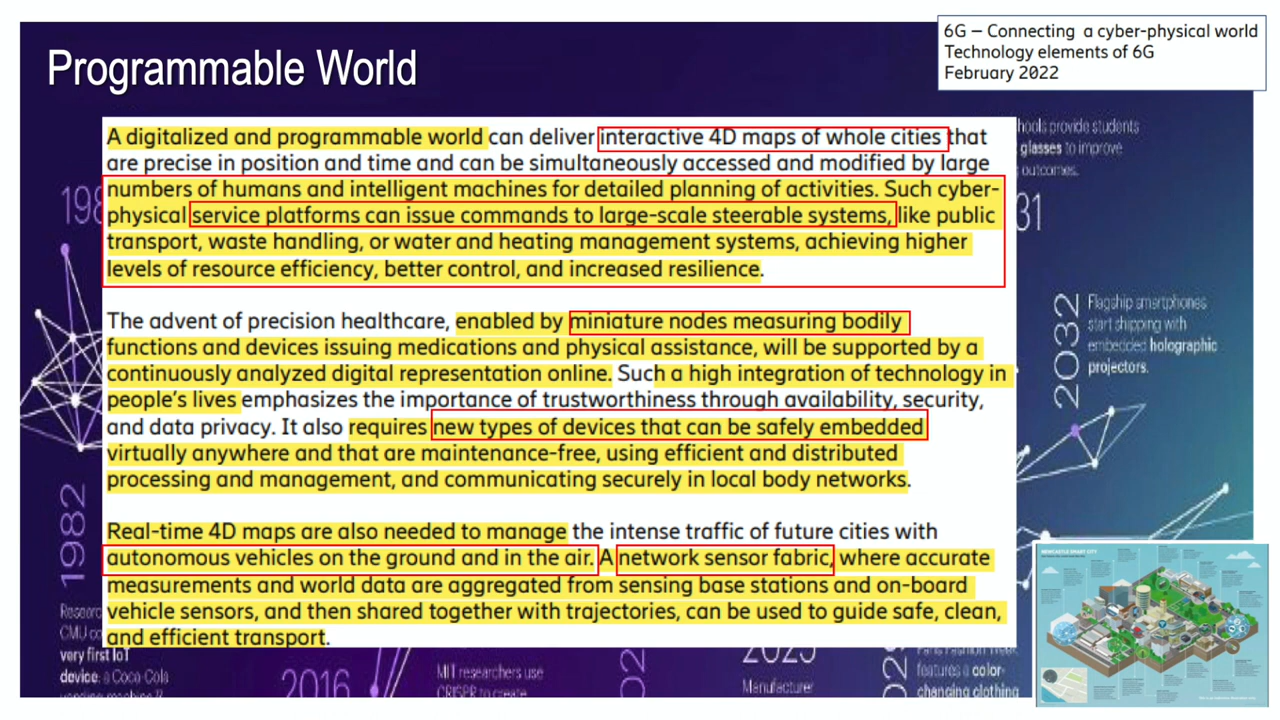 Programmable World
6G – Connecting a cyber-physical world
Technology elements of 6G
February 2022
A digitalized and programmable world can deliver interactive 4D maps of whole cities that
are precise in position and time and can be simultaneously accessed and modified by large
numbers of humans and intelligent machines for detailed planning of activities. Such cyber-
physical service platforms can issue commands to large-scale steerable systems, like public
transport, waste handling, or water and heating management systems, achieving higher
levels of resource efficiency, better control, and increased resilience.
The advent of precision healthcare, enabled by miniature nodes measuring bodily
functions and devices issuing medications and physical assistance, will be supported by a
continuously analyzed digital representation online. Such a high integration of technology in
people's lives emphasizes the importance of trustworthiness through availability, security,
and data privacy. It also requires new types of devices that can be safely embedded
virtually anywhere and that are maintenance-free, using efficient and distributed
processing and management, and communicating securely in local body networks.
Real-time 4D maps are also needed to manage the intense traffic of future cities with
autonomous vehicles on the ground and in the air. A network sensor fabric, where accurate
measurements and world data are aggregated from sensing base stations and on-board
vehicle sensors, and then shared together with trajectories, can be used to guide safe, clean,
and efficient transport.
198
1982
CMU
very first IoT
device: a Coca-Cola
2016
MIT researchers use
CRISPR to create
2025
Manufacturer
features a color-
changing clothing
provide students
glasses to improve
outcomes.
31
2032
Flagship smartphones
start shipping with
embedded holographic
projectors.
NEWCASTLE SMART CITY